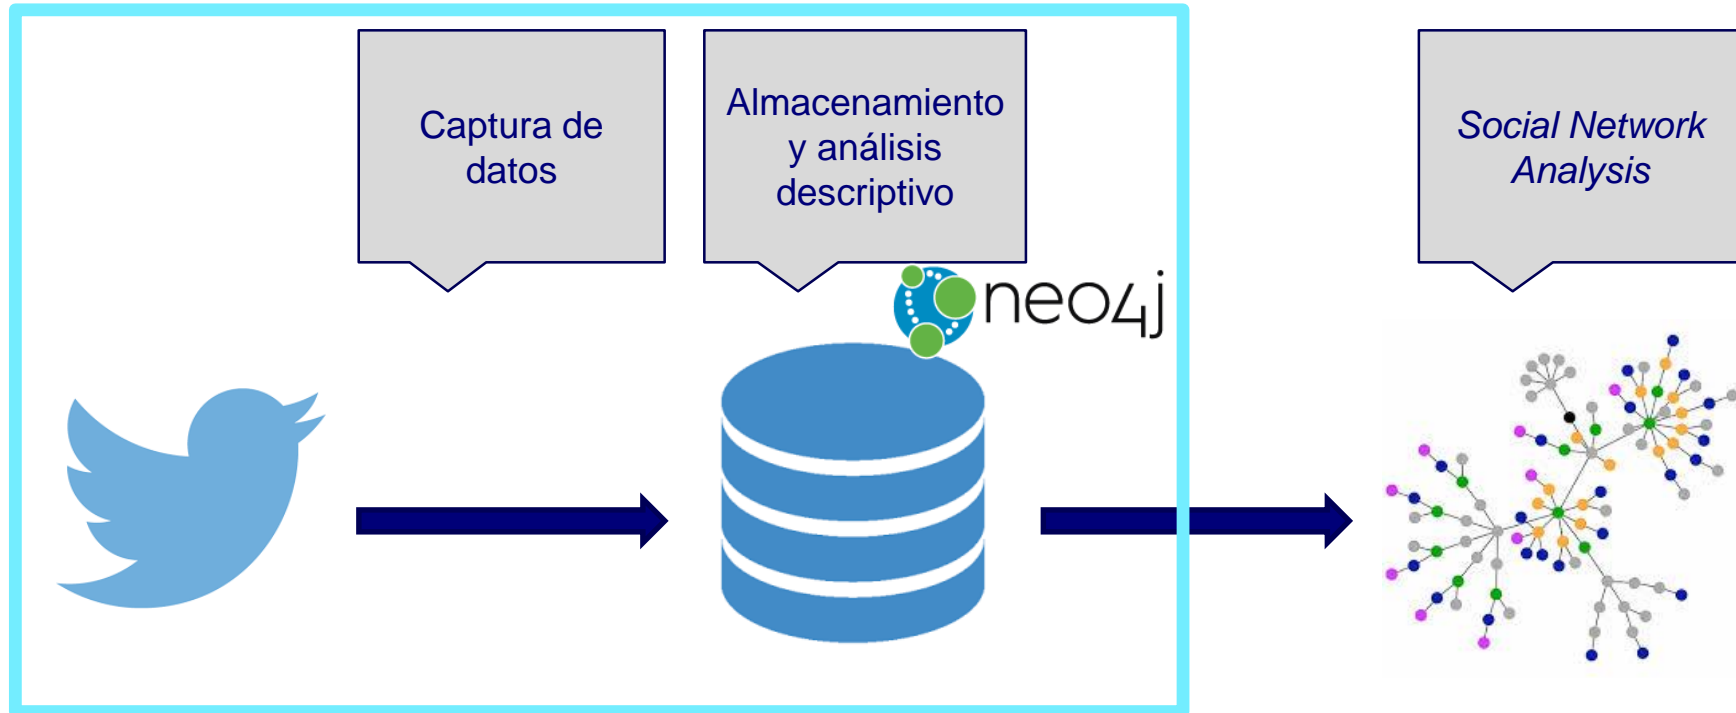 Captura de
datos
Almacenamiento
y análisis
descriptivo
Social Network
Analysis
neo4j